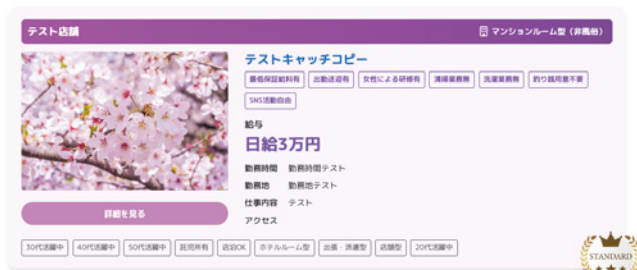 テスト店舗
マンションルーム型（非風俗）
テストキャッチコピー
最低保証給料有 出勤送迎有 女性による研修有 清掃業務無 洗濯業務無 釣り銭用意不要
SNS活動自由
給与
日給3万円
勤務時間 勤務時間テスト
勤務地 勤務地テスト
仕事内容 テスト
アクセス
詳細を見る
30代活躍中 40代活躍中 50代活躍中 託児所有 店泊OK ホテルルーム型 出張・派遣型 店舗型 20代活躍中
STANDARD